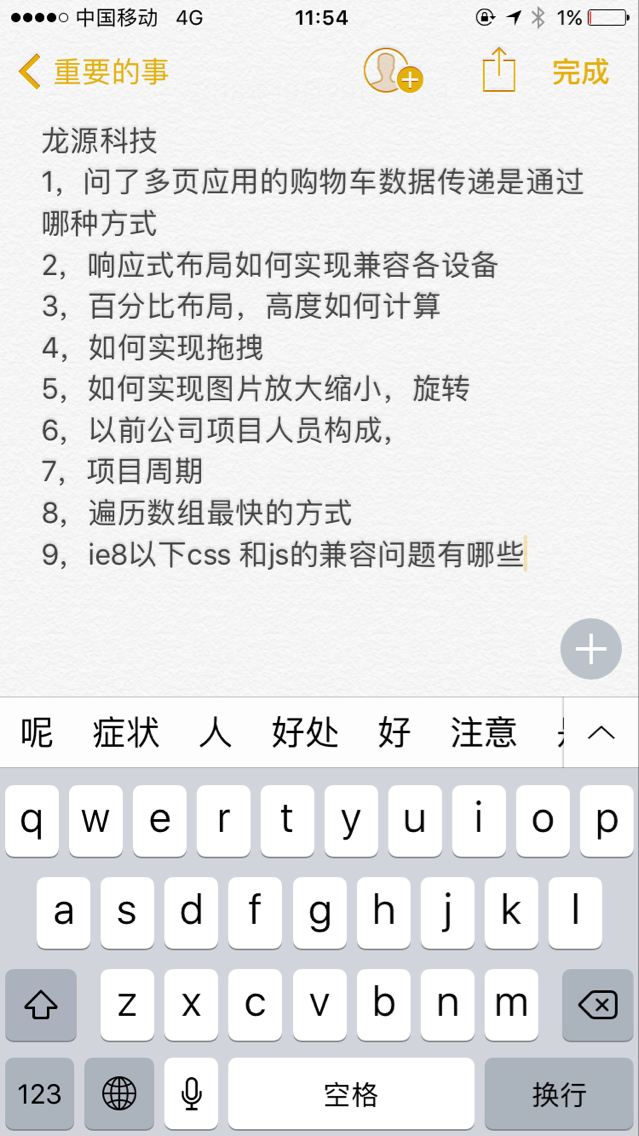 中国移动 4G 11:54 1%
重要的事 完成
龙源科技
1，问了多页应用的购物车数据传递是通过
哪种方式
2，响应式布局如何实现兼容各设备
3，百分比布局，高度如何计算
4，如何实现拖拽
5，如何实现图片放大缩小，旋转
6，以前公司项目人员构成，
7，项目周期
8，遍历数组最快的方式
9，ie8以下css 和js的兼容问题有哪些
呢 症状 人 好处 好 注意
q w e r t y u i o p
a s d f g h j k l
z x c v b n m
123 空格 换行